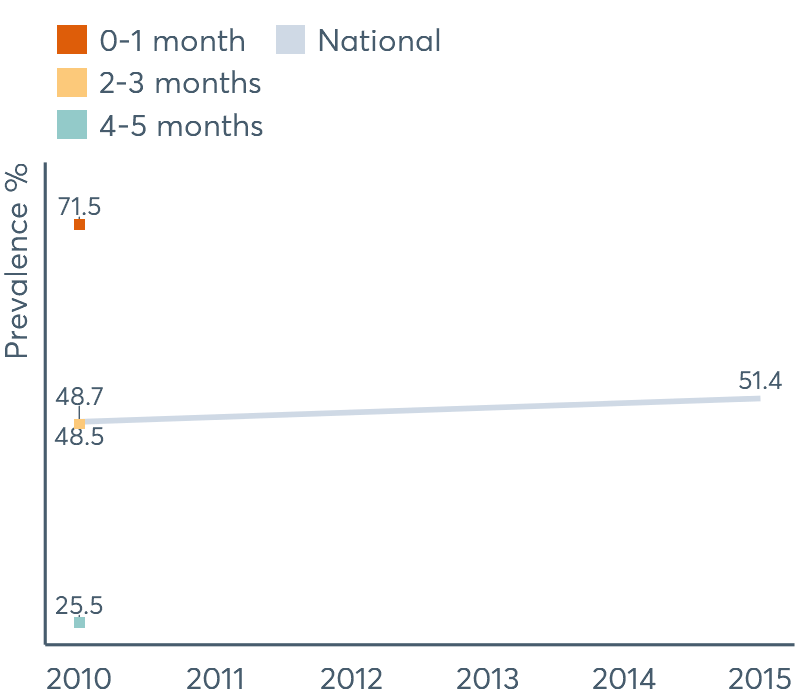 0-1 month
National
2-3 months
4-5 months
Prevalence %
71.5
48.7
48.5
51.4
25.5
2010 2011 2012 2013 2014 2015